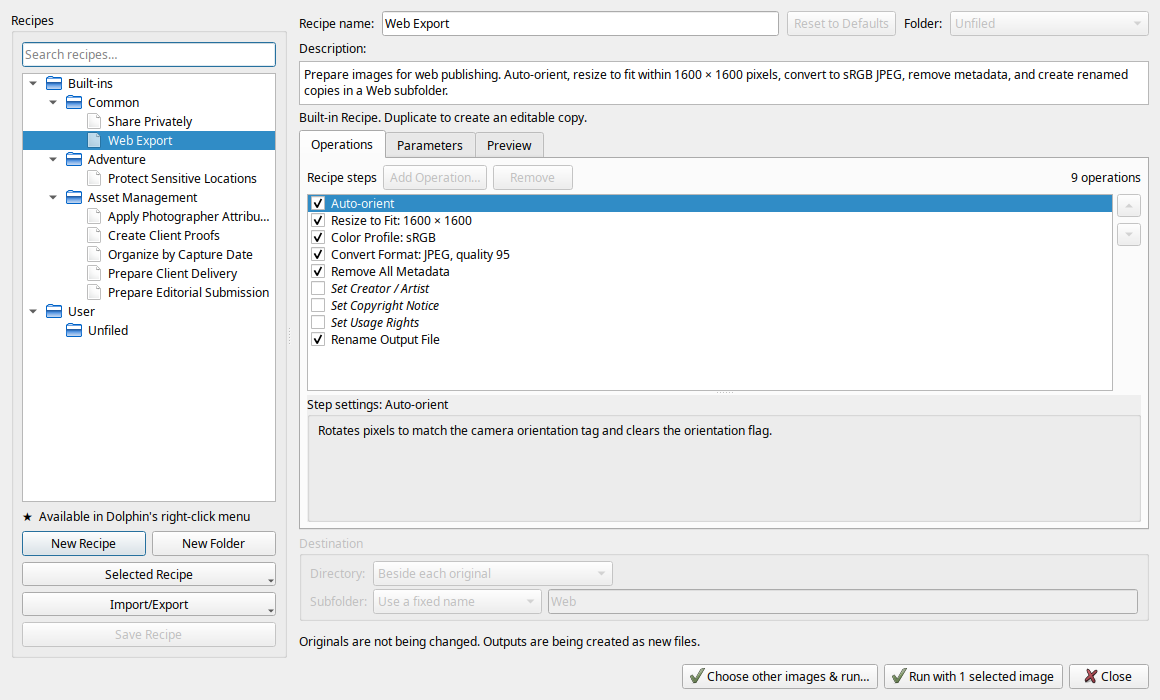 Recipes
Search recipes...
Built-ins
Common
Share Privately
Web Export
Adventure
Protect Sensitive Locations
Asset Management
Apply Photographer Attribu...
Create Client Proofs
Organize by Capture Date
Prepare Client Delivery
Prepare Editorial Submission
User
Unfiled
★ Available in Dolphin's right-click menu
New Recipe
New Folder
Selected Recipe
Import/Export
Save Recipe
Recipe name: Web Export
Reset to Defaults
Folder: Unfiled
Description:
Prepare images for web publishing. Auto-orient, resize to fit within 1600 × 1600 pixels, convert to sRGB JPEG, remove metadata, and create renamed
copies in a Web subfolder.
Built-in Recipe. Duplicate to create an editable copy.
Operations
Parameters
Preview
Recipe steps
Add Operation...
Remove
9 operations
Auto-orient
Resize to Fit: 1600 × 1600
Color Profile: sRGB
Convert Format: JPEG, quality 95
Remove All Metadata
Set Creator / Artist
Set Copyright Notice
Set Usage Rights
Rename Output File
Step settings: Auto-orient
Rotates pixels to match the camera orientation tag and clears the orientation flag.
Destination
Directory: Beside each original
Subfolder: Use a fixed name
Web
Originals are not being changed. Outputs are being created as new files.
Choose other images & run...
Run with 1 selected image
Close